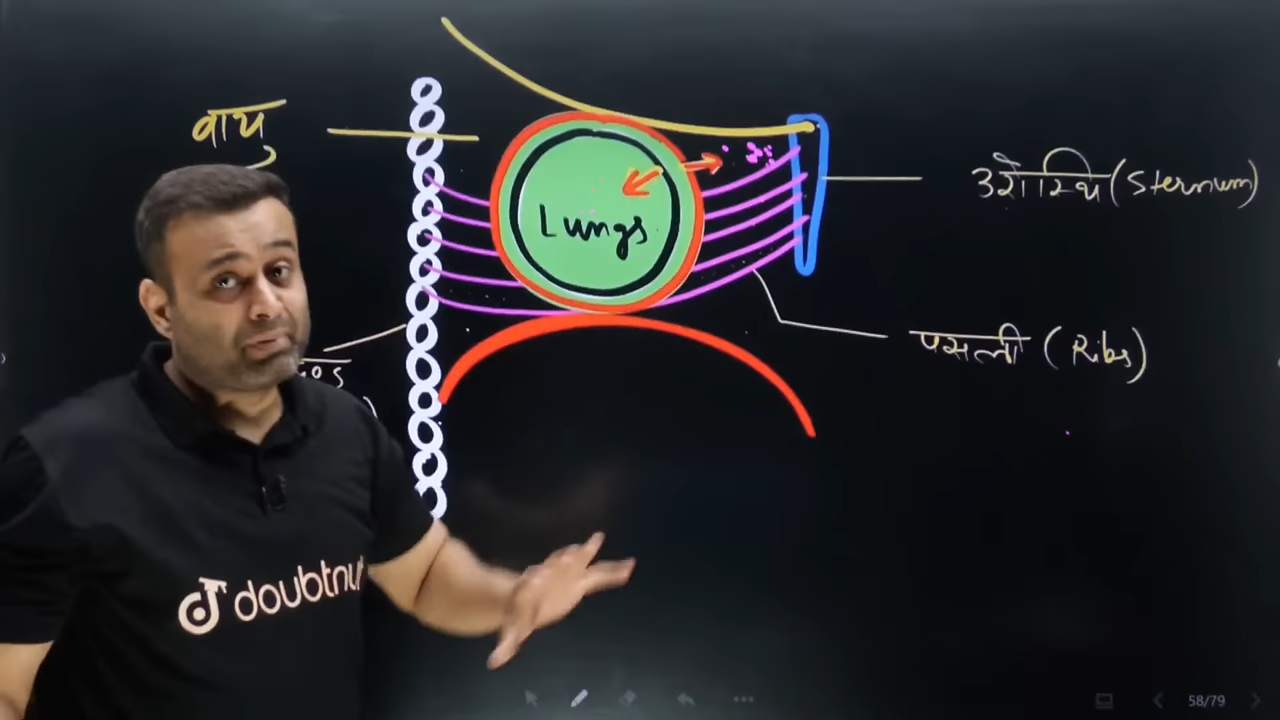 वायु
Lungs
उरोस्थि (Sternum)
पसली (Ribs)
doubtnut
58/79